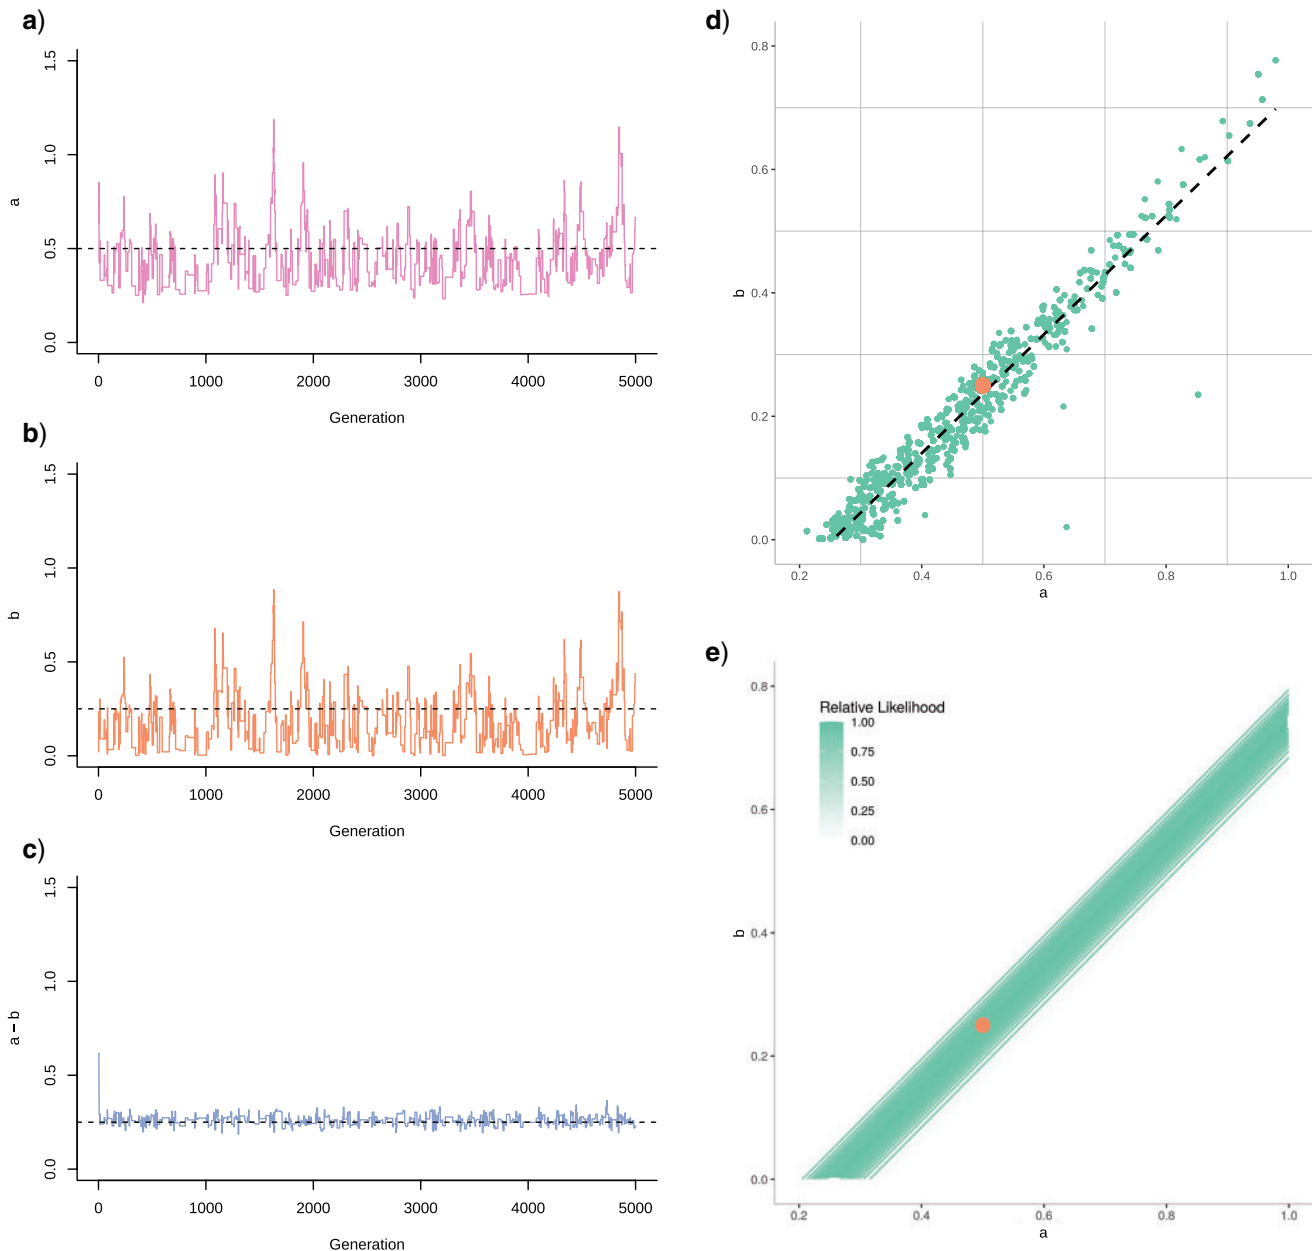 a)
1.5
1.0
0.5
0.0
a
0 1000 2000 3000 4000 5000
Generation
b)
1.5
1.0
0.5
0.0
b
0 1000 2000 3000 4000 5000
Generation
c)
1.5
1.0
0.5
0.0
a − b
0 1000 2000 3000 4000 5000
Generation
d)
0.8
0.6
0.4
0.2
0.0
b
0.2 0.4 0.6 0.8 1.0
a
e)
Relative Likelihood
1.00
0.75
0.50
0.25
0.00
0.8
0.6
0.4
0.2
0.0
b
0.2 0.4 0.6 0.8 1.0
a